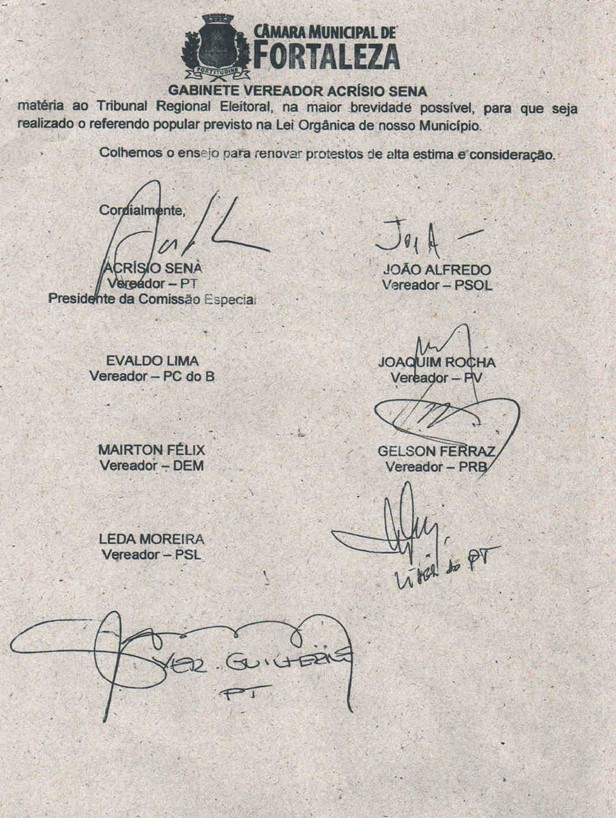 CÂMARA MUNICIPAL DE
FORTALEZA
FORTITUDINE
GABINETE VEREADOR ACRÍSIO SENA
matéria ao Tribunal Regional Eleitoral, na maior brevidade possível, para que seja
realizado o referendo popular previsto na Lei Orgânica de nosso Município.
Colhemos o ensejo para renovar protestos de alta estima e consideração.
Cordialmente,
ACRÍSIO SENA
Vereador – PT
Presidente da Comissão Especial
JOÃO ALFREDO
Vereador – PSOL
EVALDO LIMA
Vereador – PC do B
JOAQUIM ROCHA
Vereador – PV
MAIRTON FÉLIX
Vereador – DEM
GELSON FERRAZ
Vereador – PRB
LEDA MOREIRA
Vereador – PSL
LÍDER do PT
VER. GUILHERME
PT